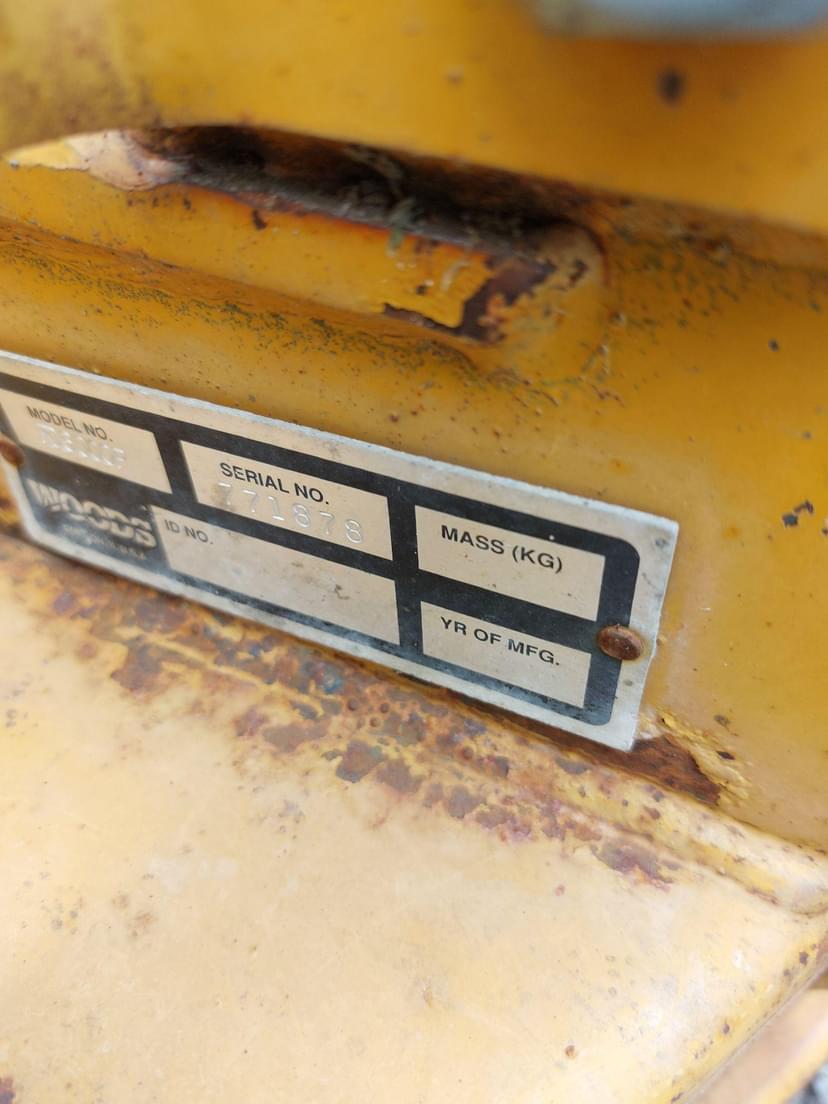 MODEL NO.
SERIAL NO.
771878
MASS (KG)
WOODS
ID NO.
YR OF MFG.